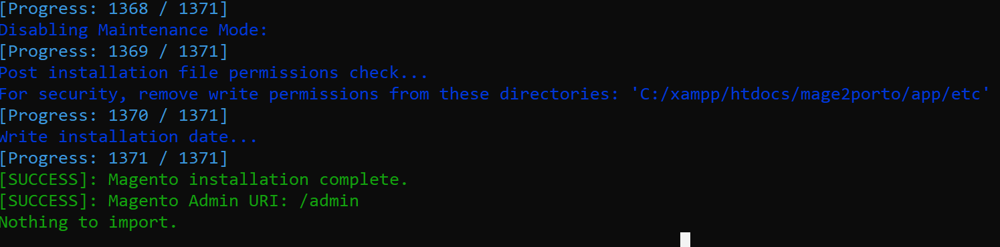 [Progress: 1368 / 1371]
Disabling Maintenance Mode:
[Progress: 1369 / 1371]
Post installation file permissions check...
For security, remove write permissions from these directories: 'C:/xampp/htdocs/mage2porto/app/etc'
[Progress: 1370 / 1371]
Write installation date...
[Progress: 1371 / 1371]
[SUCCESS]: Magento installation complete.
[SUCCESS]: Magento Admin URI: /admin
Nothing to import.